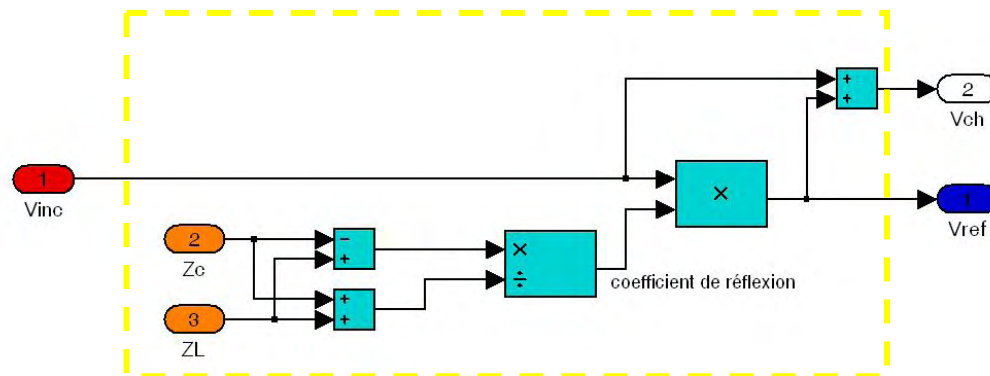 +
+
2
Vch
1
Vinc
×
1
Vref
2
Zc
−
+
×
÷
coefficient de réflexion
+
+
3
ZL